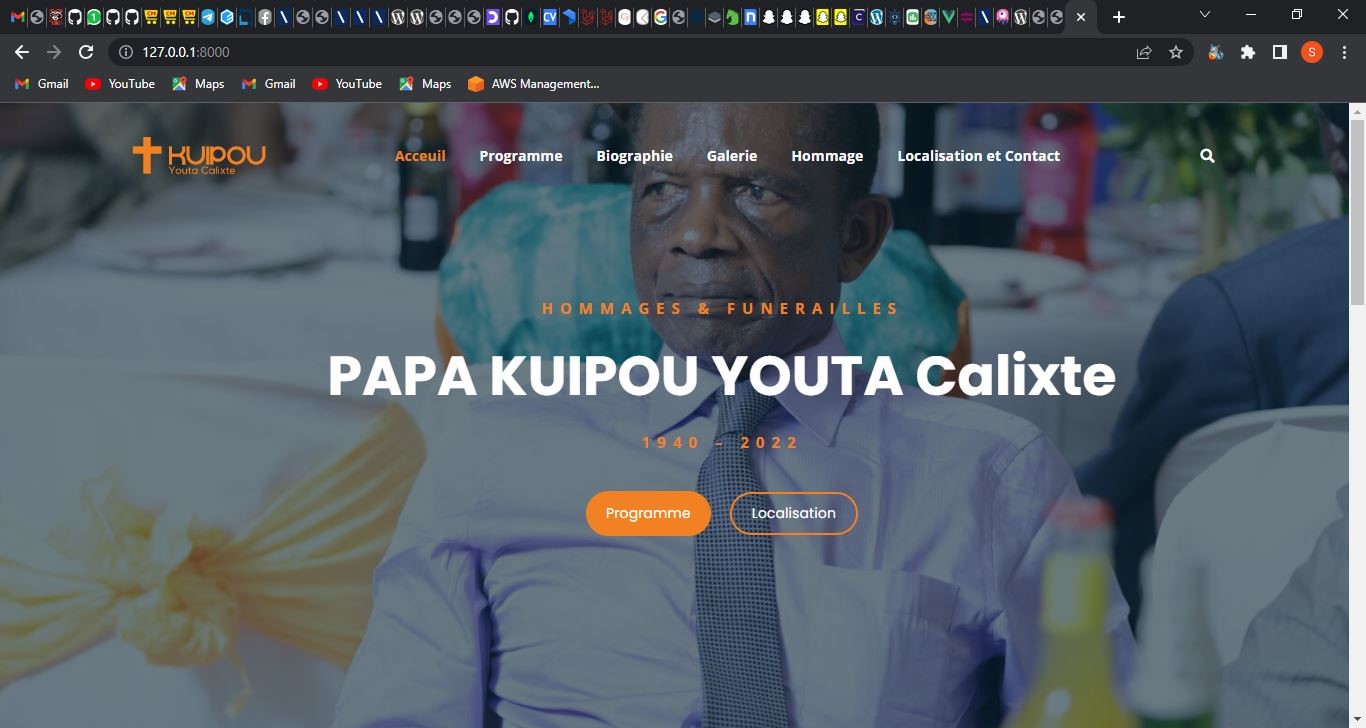 127.0.0.1:8000
S
Gmail YouTube Maps Gmail YouTube Maps AWS Management...
KUIPOU
Youta Calixte
Acceuil Programme Biographie Galerie Hommage Localisation et Contact
HOMMAGES & FUNERAILLES
PAPA KUIPOU YOUTA Calixte
1940 - 2022
Programme Localisation